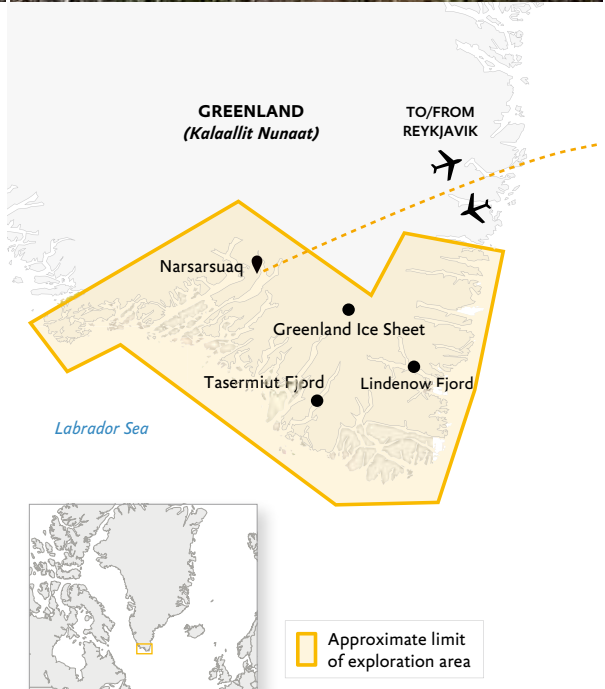 GREENLAND
(Kalaallit Nunaat)
TO/FROM
REYKJAVIK
Narsarsuaq
Greenland Ice Sheet
Tasermiut Fjord
Lindenow Fjord
Labrador Sea
Approximate limit
of exploration area